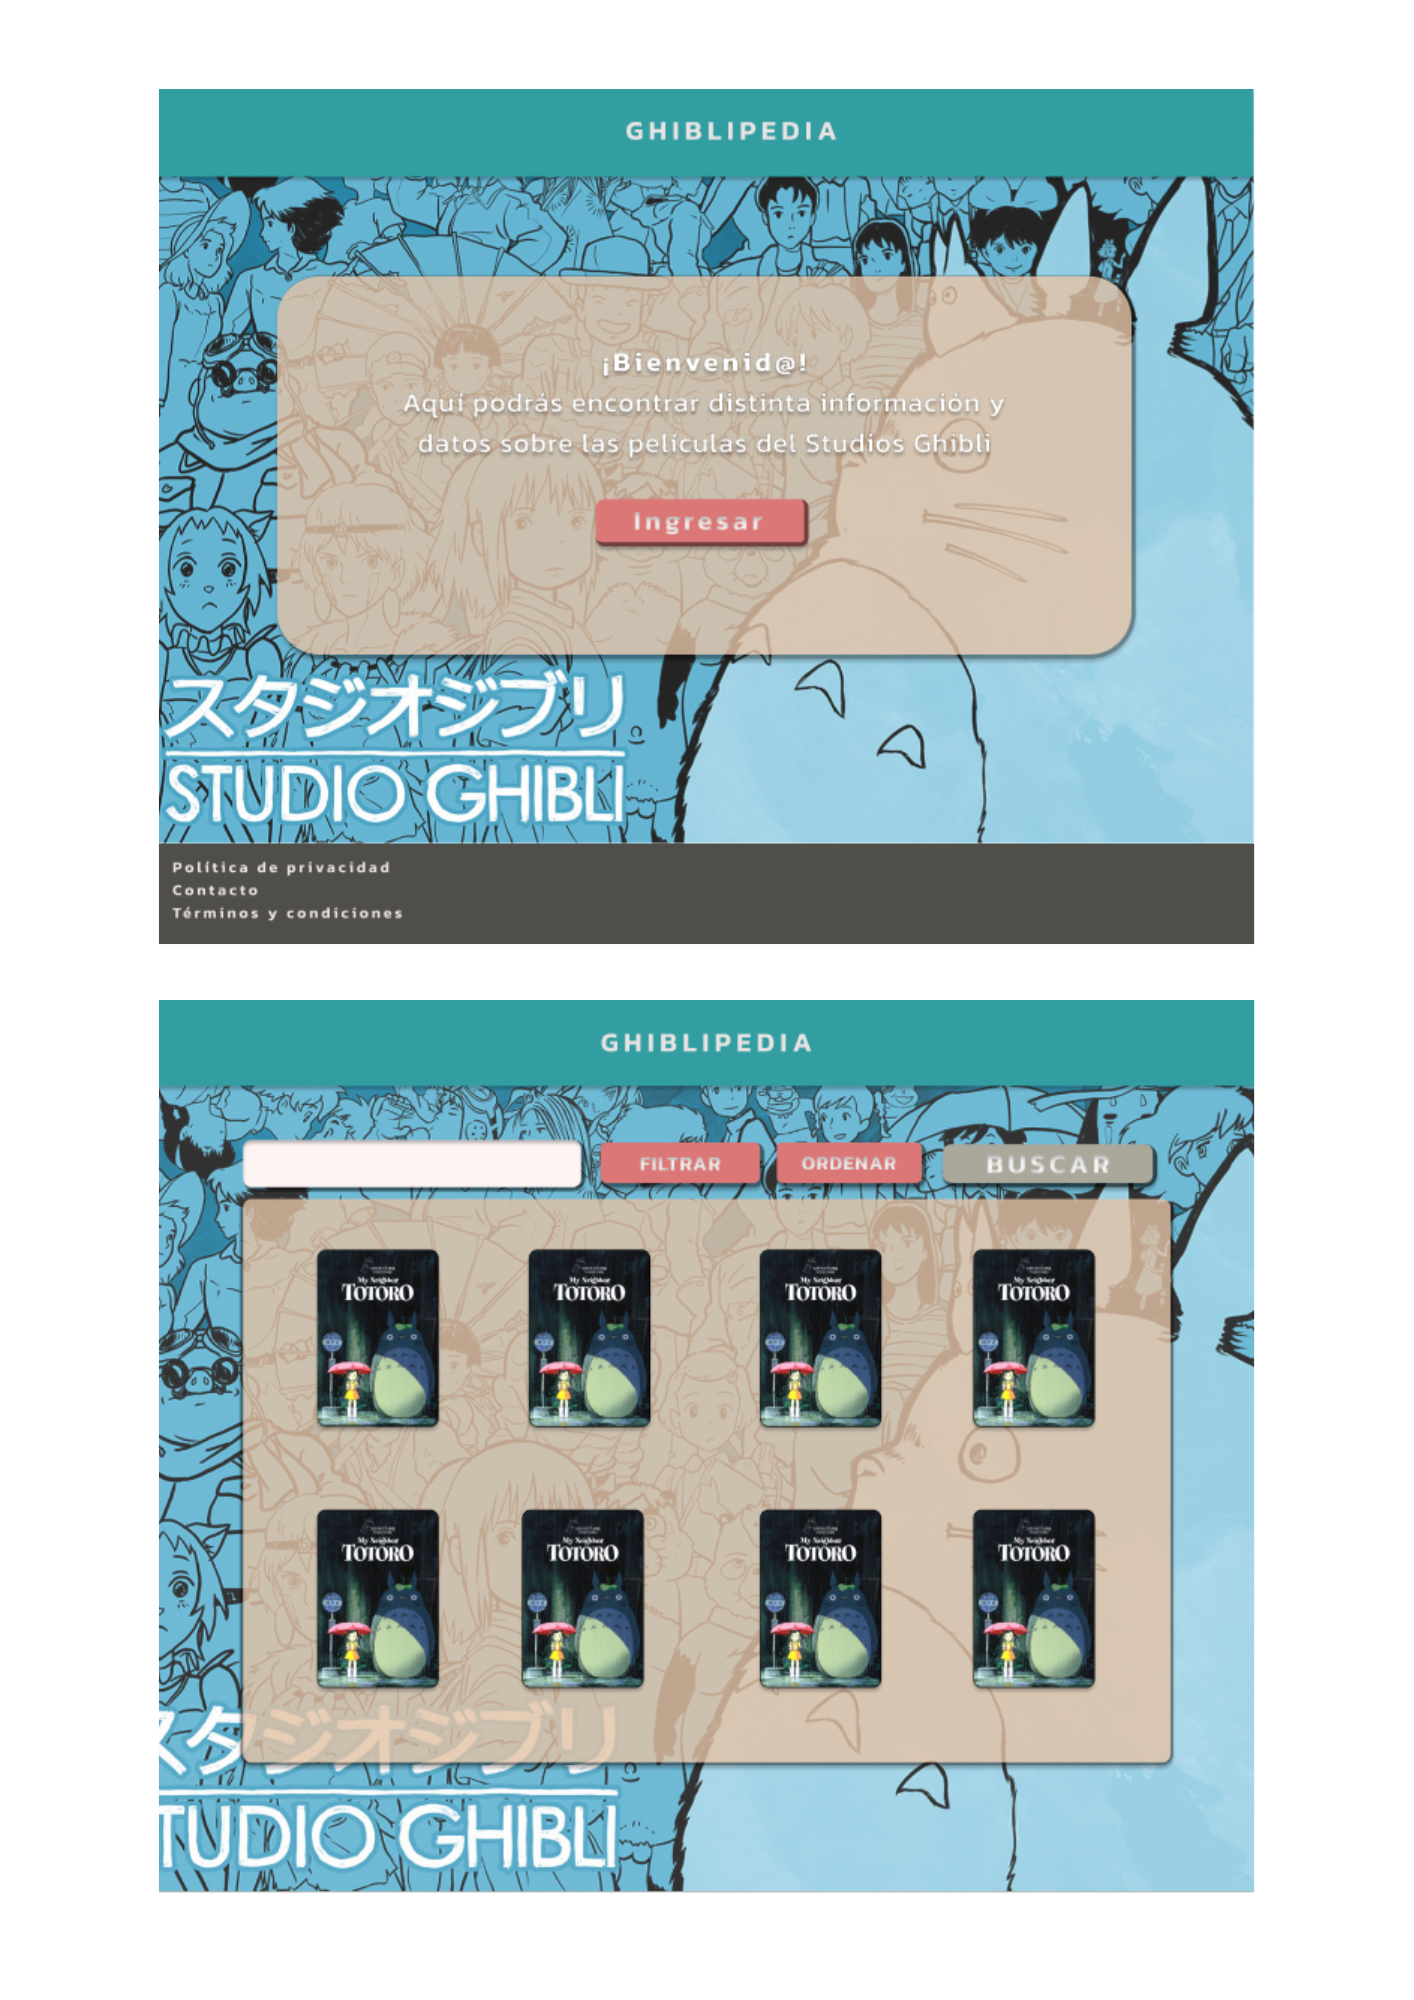 GHIBLIPEDIA
¡Bienvenid@!
Aquí podrás encontrar distinta información y
datos sobre las películas del Studios Ghibli
Ingresar
スタジオジブリ
STUDIO GHIBLI
Política de privacidad
Contacto
Términos y condiciones
GHIBLIPEDIA
FILTRAR
ORDENAR
BUSCAR
My Neighbor
TOTORO
My Neighbor
TOTORO
My Neighbor
TOTORO
My Neighbor
TOTORO
My Neighbor
TOTORO
My Neighbor
TOTORO
My Neighbor
TOTORO
My Neighbor
TOTORO
スタジオジブリ
TUDIO GHIBLI